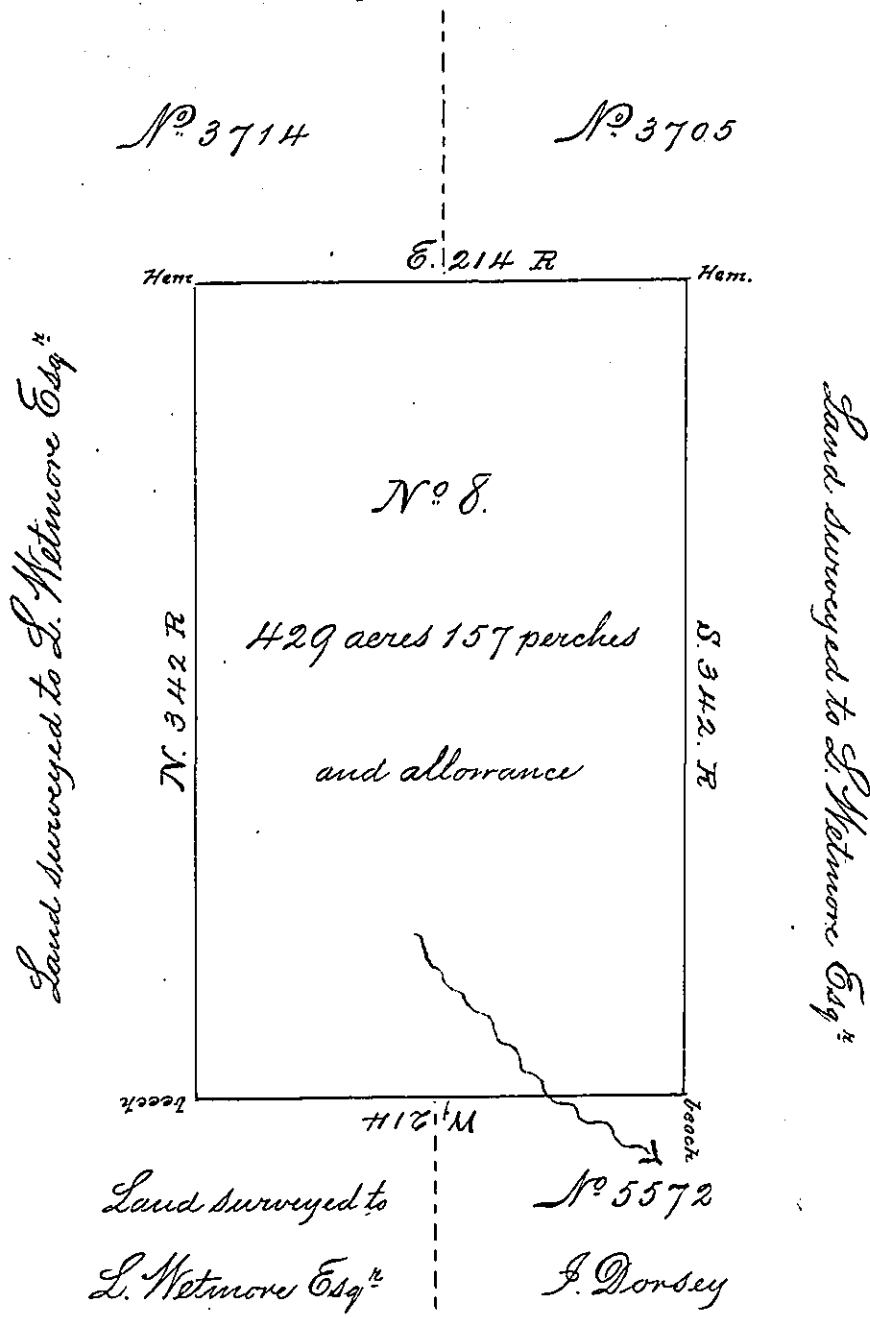 No. 3714
No. 3705
E. 214 R
Hem
Hem.
Land surveyed to L. Wetmore Esqr
N. 342 R
No 8.
429 acres 157 perches
and allowance
S. 342. R
Land surveyed to L. Wetmore Esqr
beech
W, 214
beech
Land surveyed to
L. Wetmore Esqr
No 5572
J. Dorsey